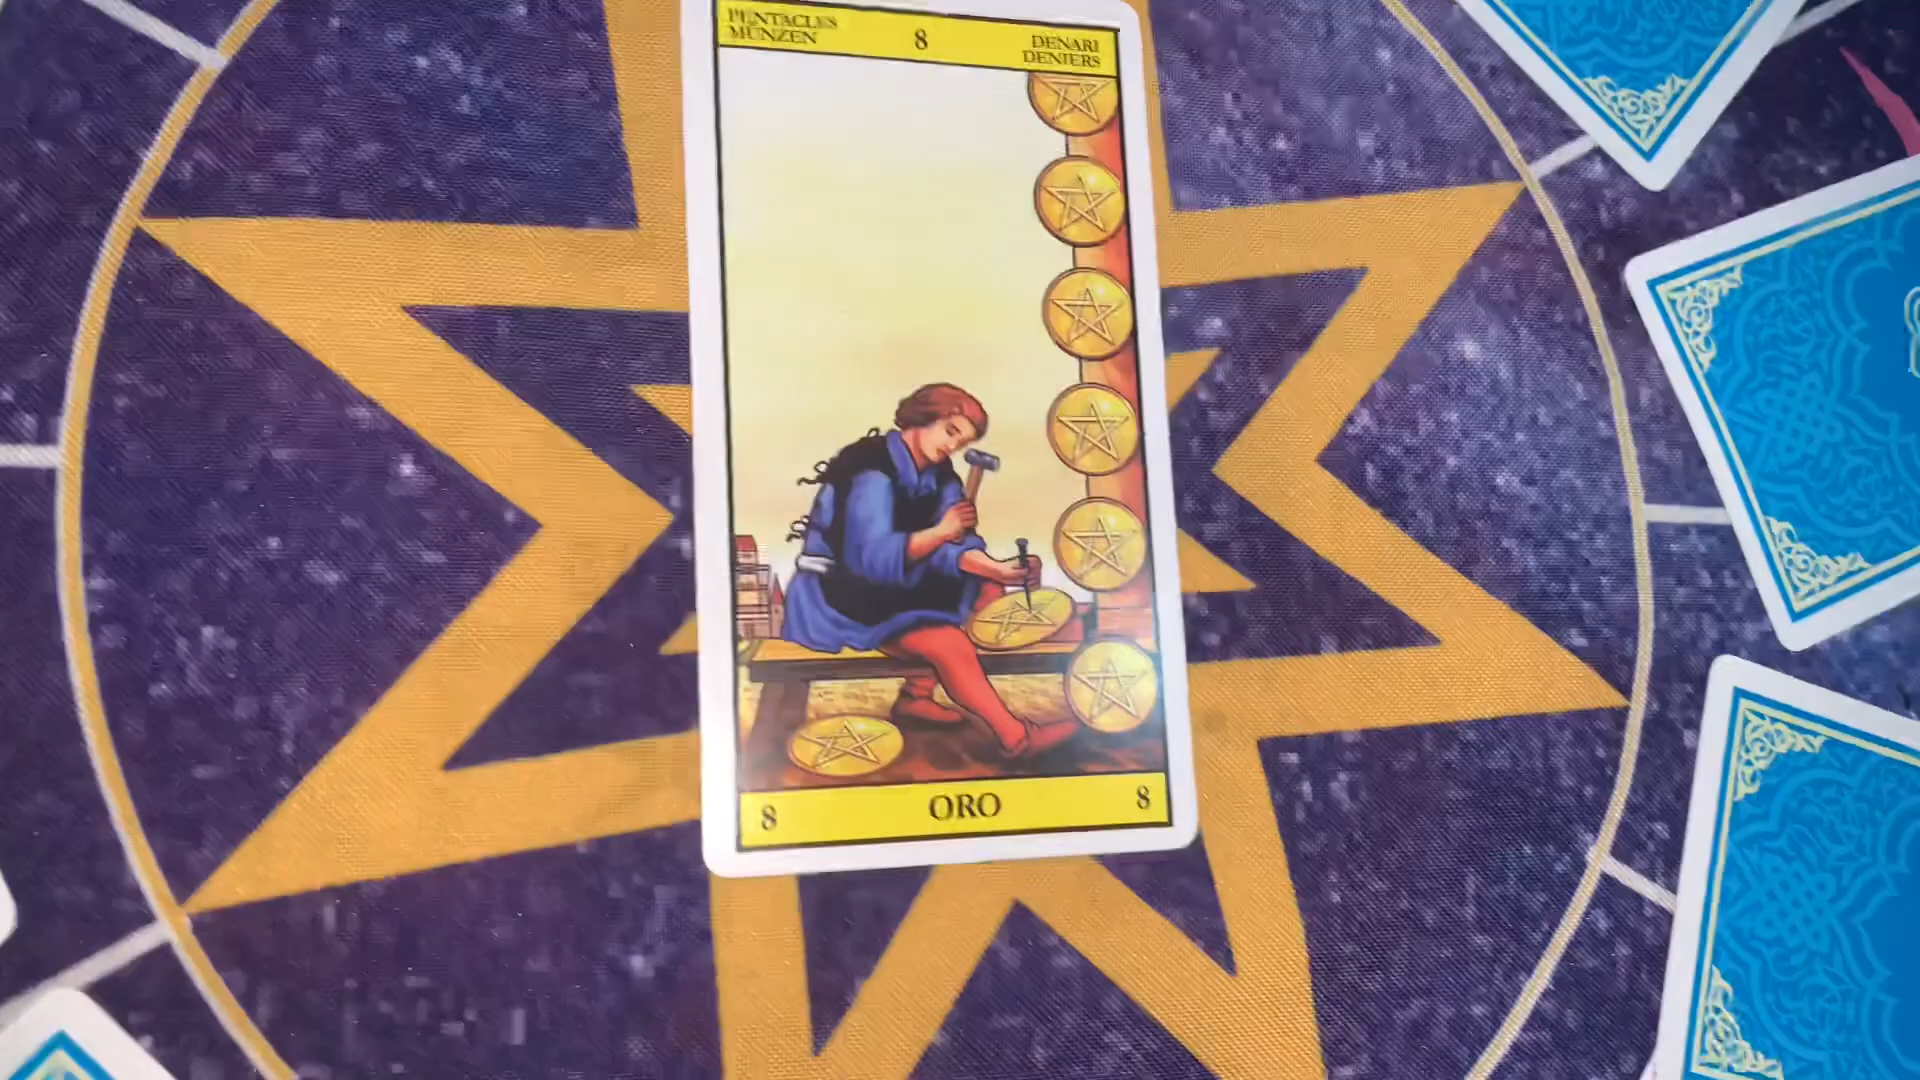 PENTACLES
MÜNZEN
8
DENARI
DENIERS
8
ORO
8